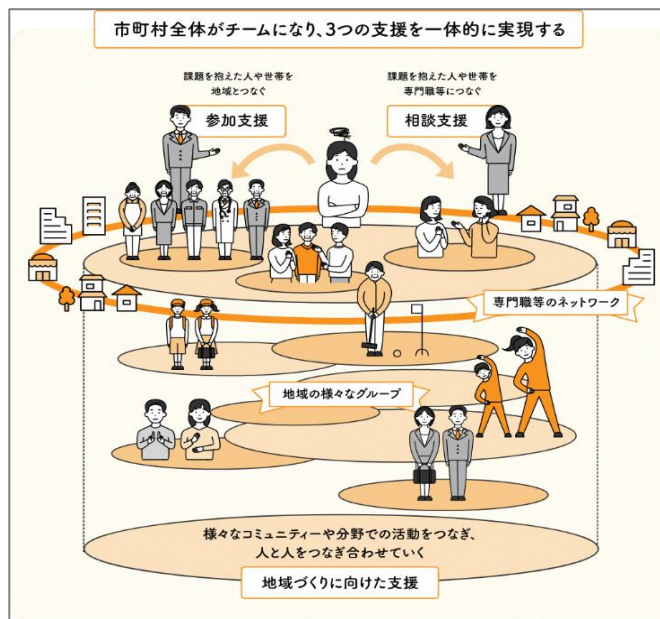 市町村全体がチームになり、3つの支援を一体的に実現する
課題を抱えた人や世帯を
地域とつなぐ
参加支援
課題を抱えた人や世帯を
専門職等につなぐ
相談支援
専門職等のネットワーク
地域の様々なグループ
様々なコミュニティーや分野での活動をつなぎ、
人と人をつなぎ合わせていく
地域づくりに向けた支援